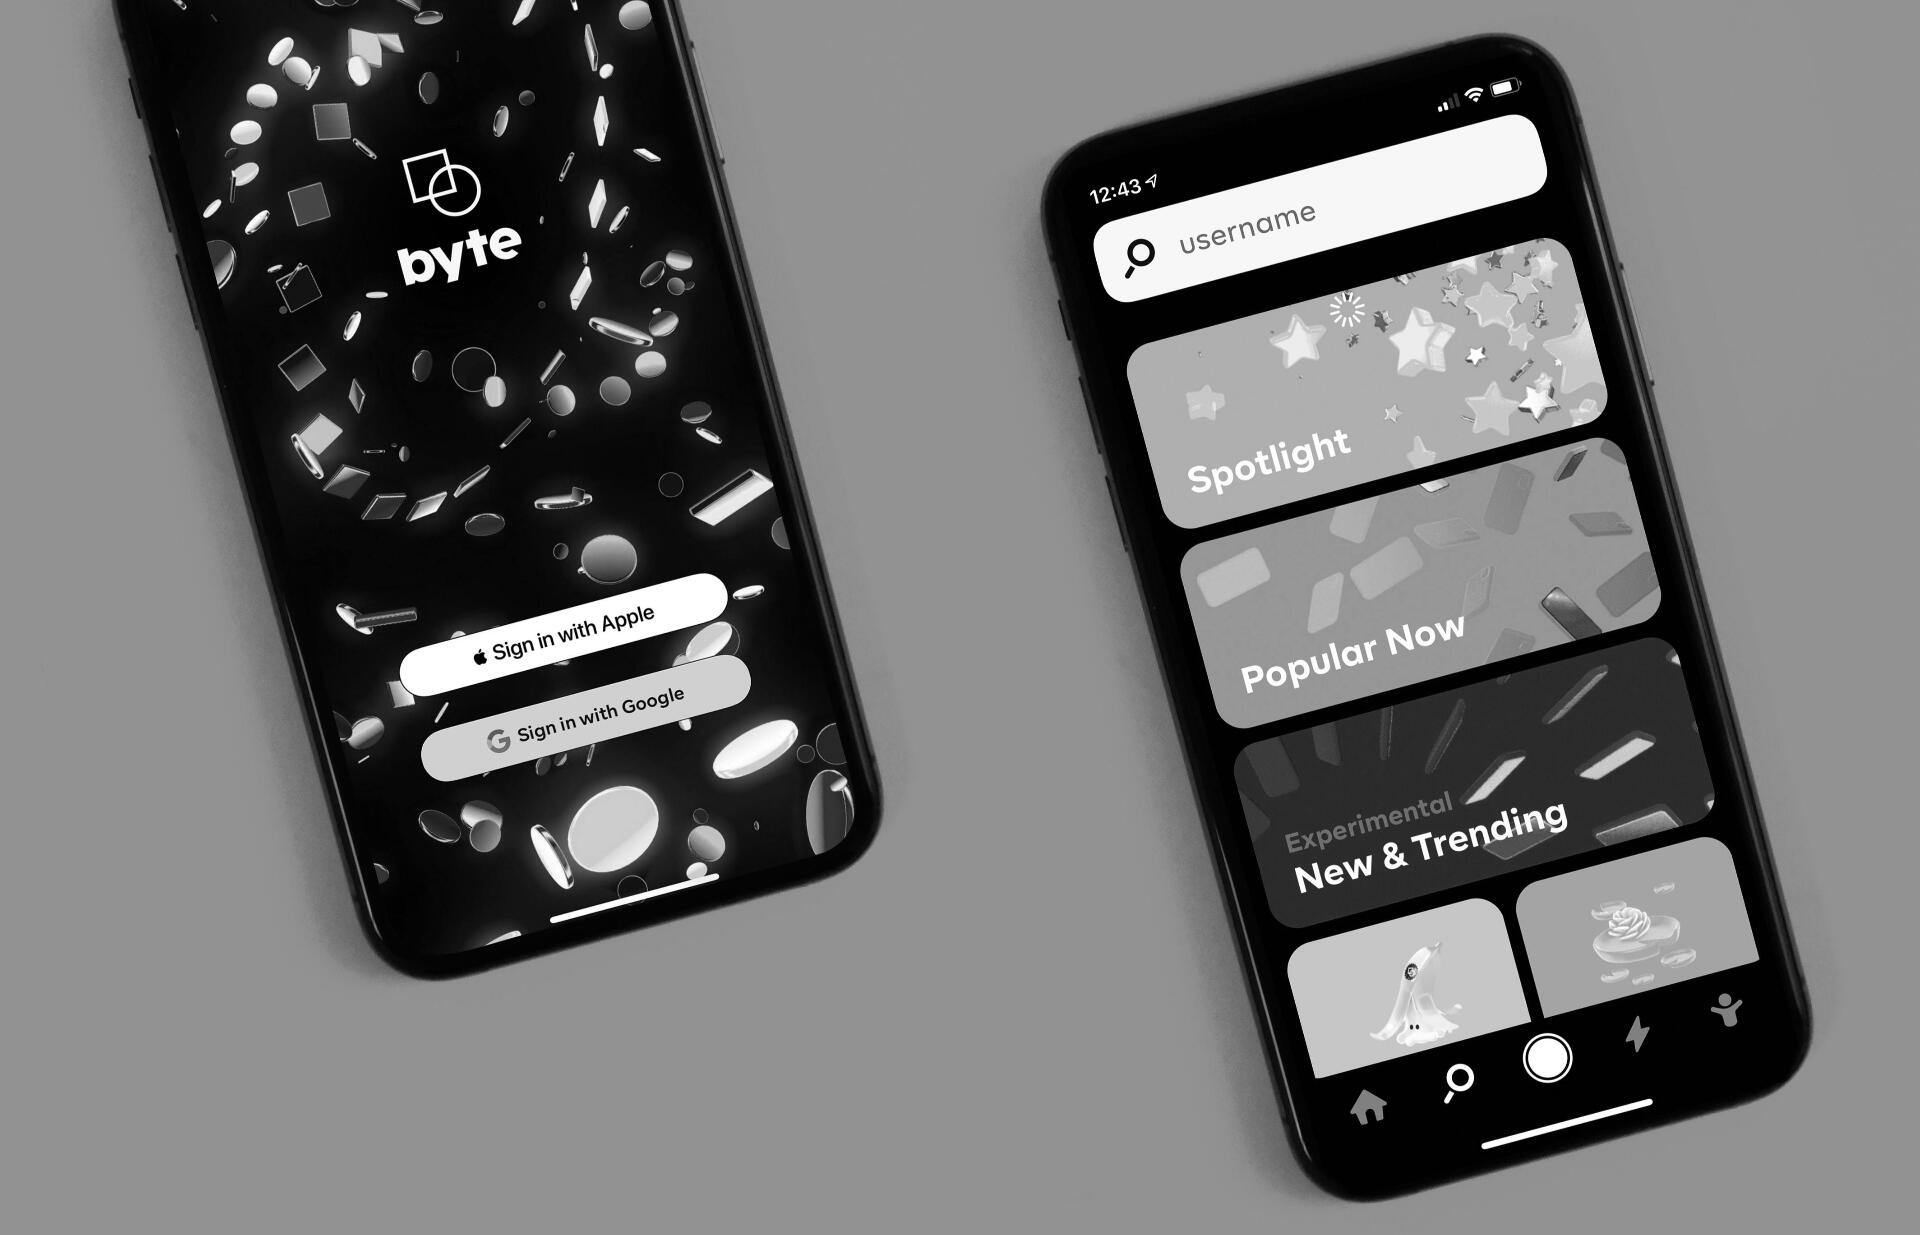 byte
Sign in with Apple
Sign in with Google
12:43
username
Spotlight
Popular Now
Experimental
New & Trending